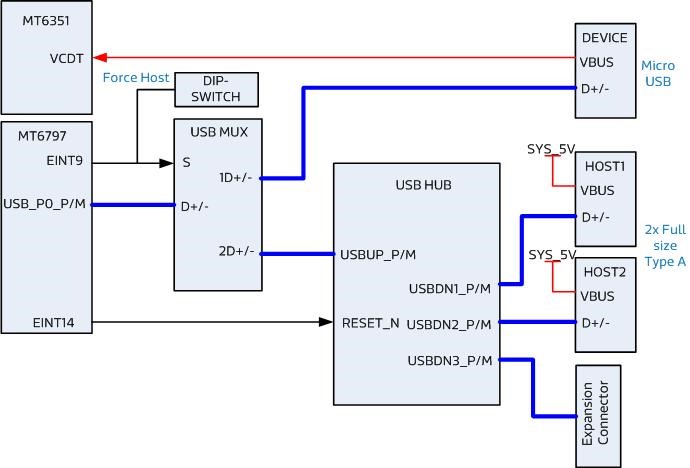 MT6351
VCDT
DEVICE
VBUS
D+/-
Micro
USB
Force Host
DIP-
SWITCH
MT6797
EINT9
USB_P0_P/M
EINT14
USB MUX
S
1D+/-
D+/-
2D+/-
USB HUB
USBUP_P/M
USBDN1_P/M
RESET_N
USBDN2_P/M
USBDN3_P/M
SYS_5V
HOST1
VBUS
D+/-
2x Full
size
Type A
SYS_5V
HOST2
VBUS
D+/-
Expansion
Connector